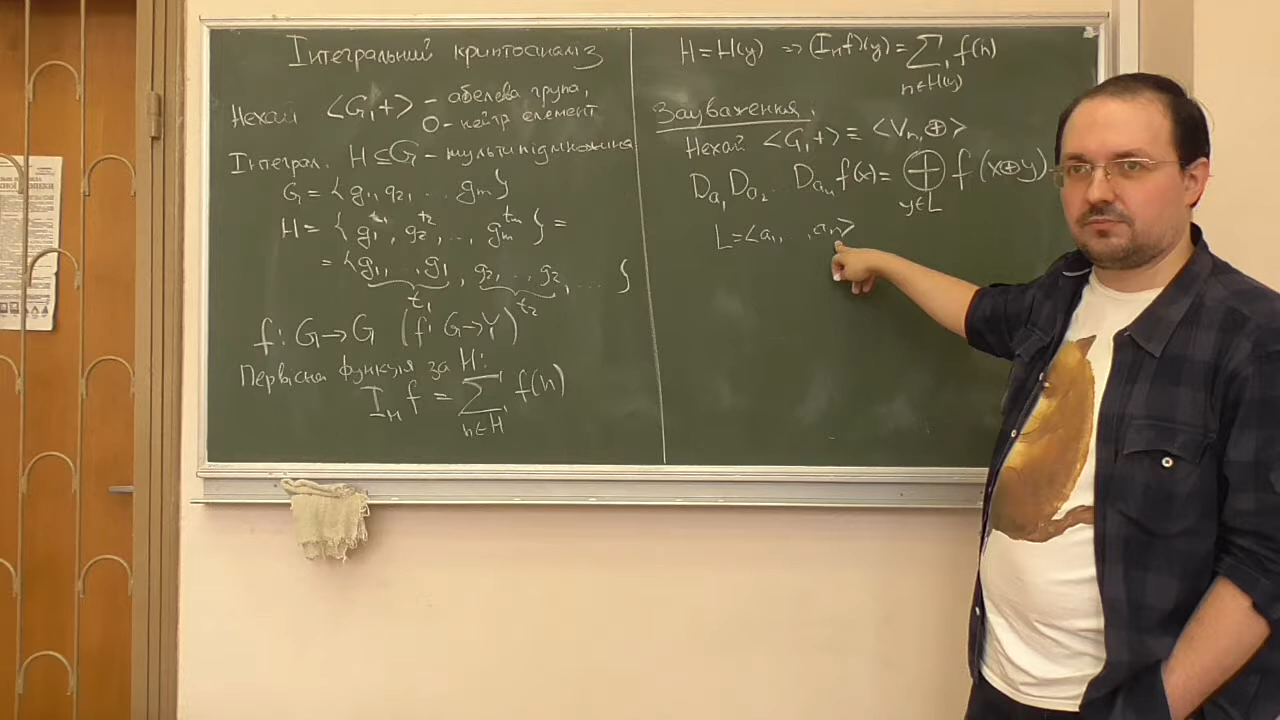 Інтегральний криптоаналіз
Нехай ⟨G, +⟩ – абелева група,
0 – нейтр елемент
Інтеграл. H ⊆ G – мультипідмножина
G = {g₁, g₂, ... gₘ}
H = {g₁^t₁, g₂^t₂, ..., gₘ^tₘ} =
= {g₁, ... g₁, g₂, ... g₂, ... }
t₁ t₂
f: G → G (f: G → Y)
Первісна функція за H:
I_H f = ∑ f(h)
h ∈ H
H = H(y) ⇒ (I_H f)(y) = ∑ f(h)
h ∈ H(y)
Зауваження:
Нехай ⟨G, +⟩ = ⟨Vₙ, ⊕⟩
D_a₁ D_a₂ ... D_aₙ f(x) = ⊕ f(x⊕y)
y ∈ L
L = ⟨a₁, ..., aₙ⟩